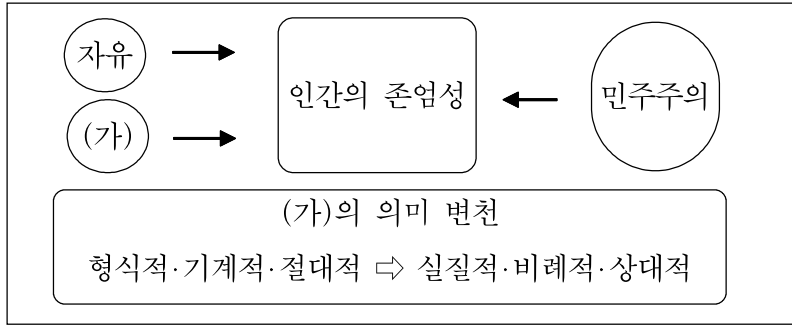 자유
(가)
인간의 존엄성
민주주의
(가)의 의미 변천
형식적·기계적·절대적 ⇨ 실질적·비례적·상대적